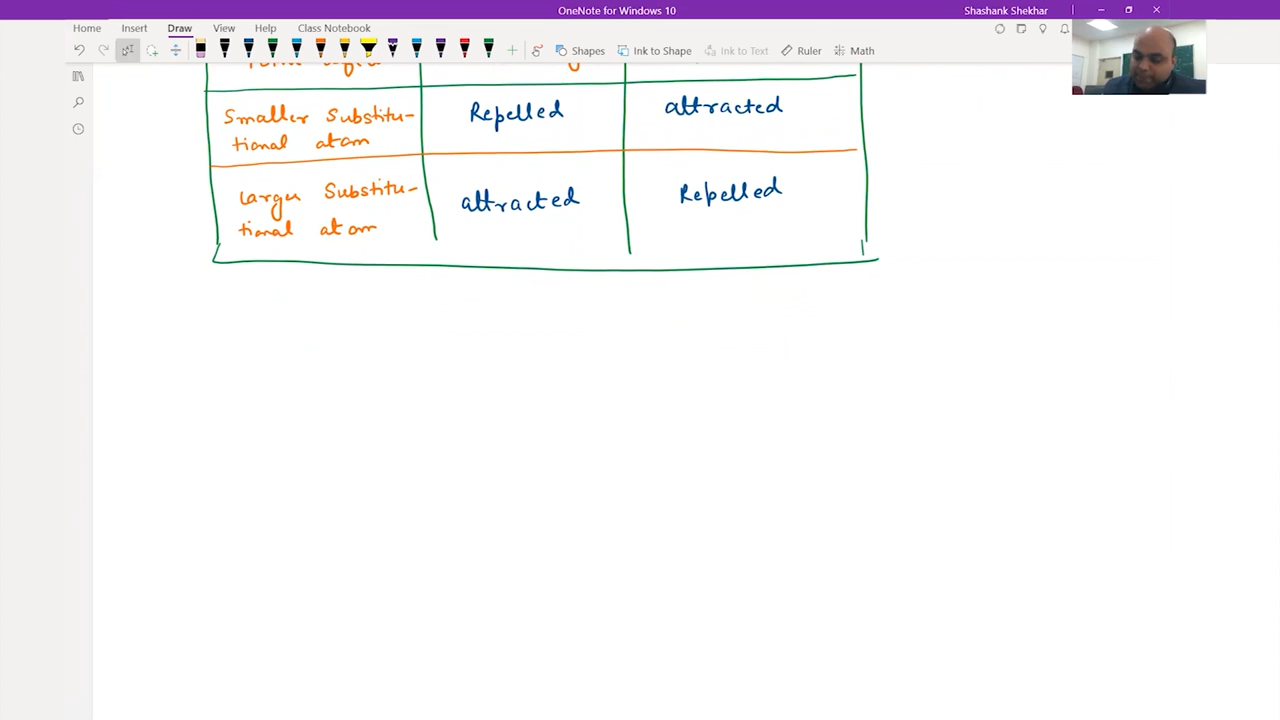 OneNote for Windows 10
Shashank Shekhar
Home Insert Draw View Help Class Notebook
Shapes Ink to Shape Ink to Text Ruler Math
Smaller Substitu-
tional atom
Repelled
attracted
Larger Substitu-
tional atom
attracted
Repelled